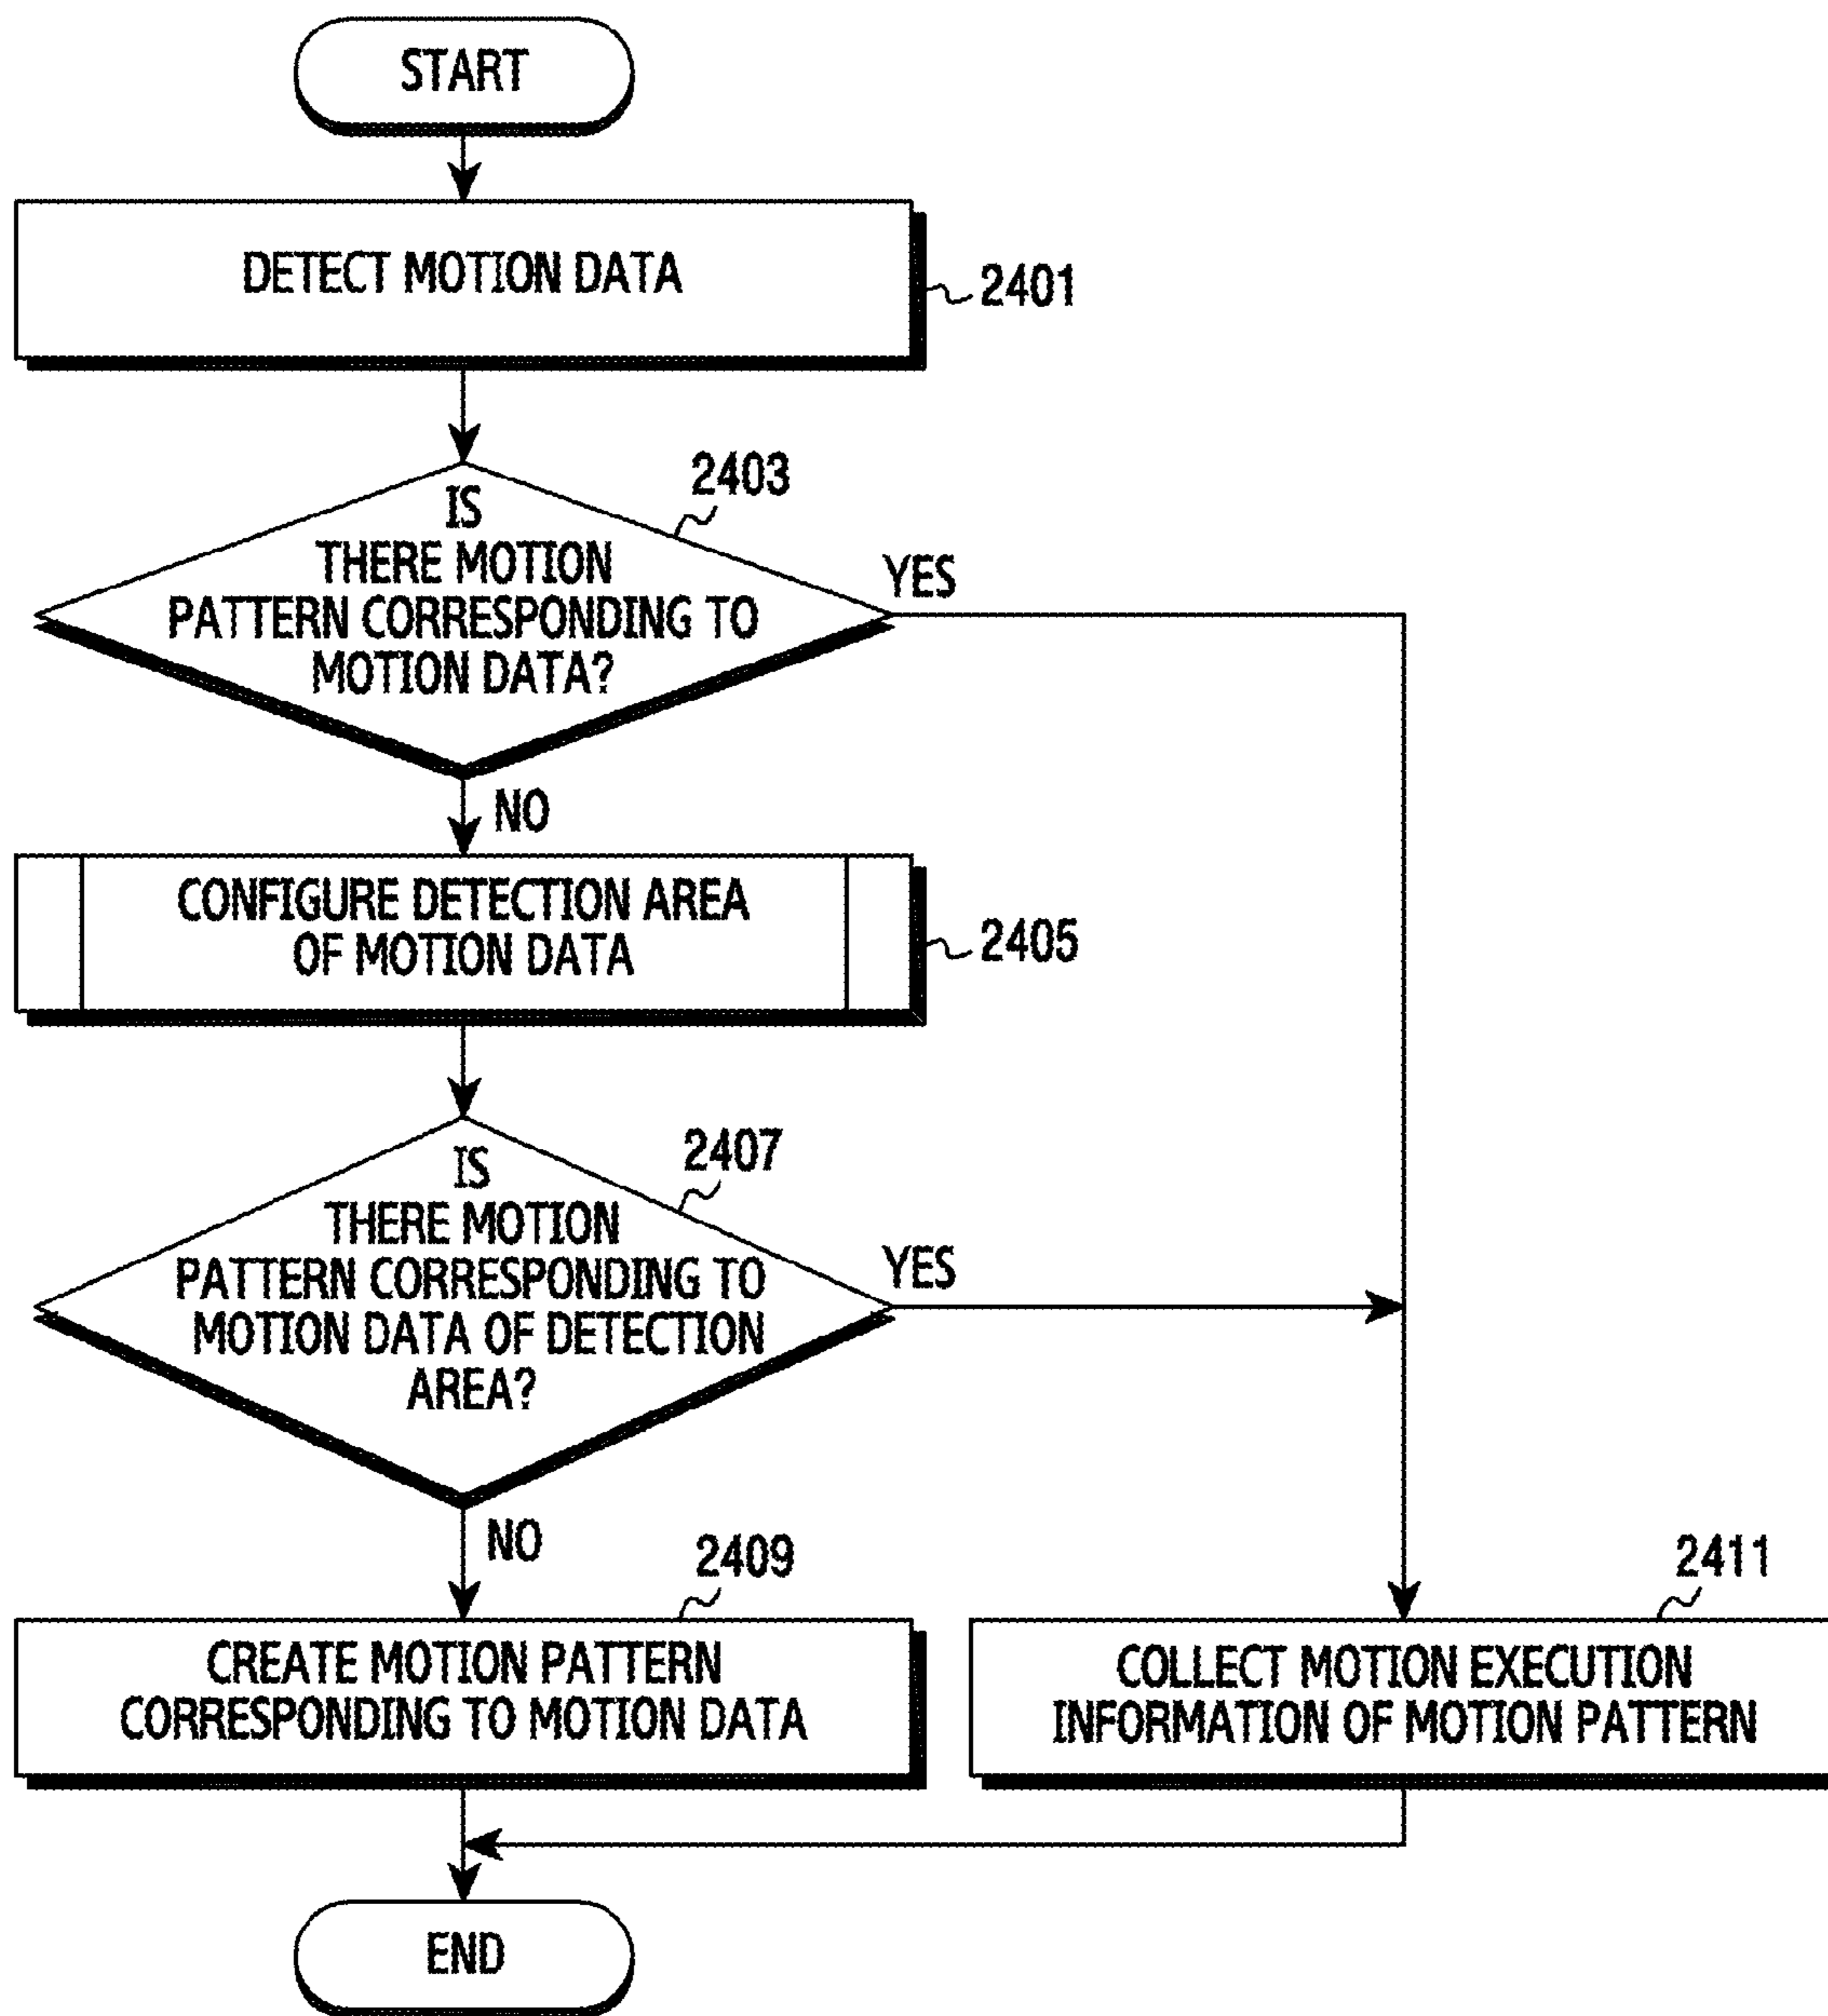 START
DETECT MOTION DATA
2401
2403
IS
THERE MOTION
PATTERN CORRESPONDING TO
MOTION DATA?
YES
NO
CONFIGURE DETECTION AREA
OF MOTION DATA
2405
2407
IS
THERE MOTION
PATTERN CORRESPONDING TO
MOTION DATA OF DETECTION
AREA?
YES
NO
2409
CREATE MOTION PATTERN
CORRESPONDING TO MOTION DATA
2411
COLLECT MOTION EXECUTION
INFORMATION OF MOTION PATTERN
END